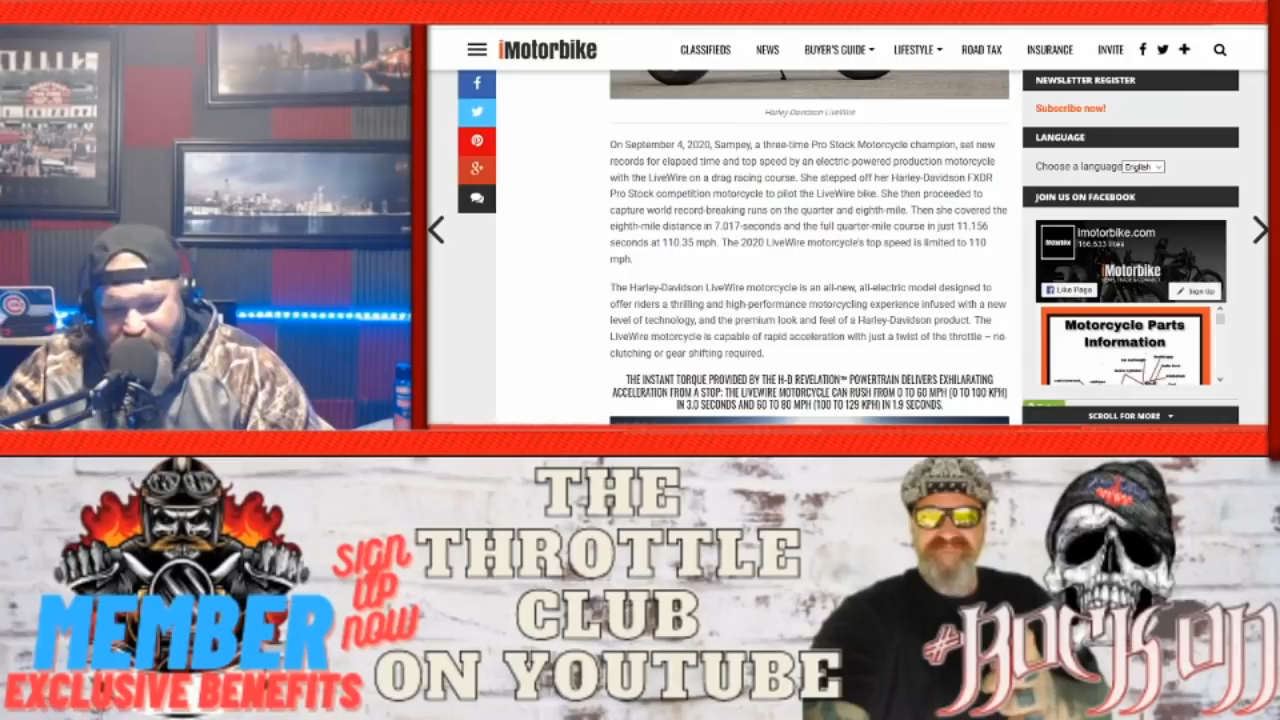 iMotorbike
CLASSIFIEDS NEWS BUYER'S GUIDE LIFESTYLE ROAD TAX INSURANCE INVITE
Harley-Davidson LiveWire
On September 4, 2020, Sampey, a three-time Pro Stock Motorcycle champion, set new
records for elapsed time and top speed by an electric-powered production motorcycle
with the LiveWire on a drag racing course. She stepped off her Harley-Davidson FXDR
Pro Stock competition motorcycle to pilot the LiveWire bike. She then proceeded to
capture world record-breaking runs on the quarter and eighth-mile. Then she covered the
eighth-mile distance in 7.017-seconds and the full quarter-mile course in just 11.156
seconds at 110.35 mph. The 2020 LiveWire motorcycle's top speed is limited to 110
mph.
The Harley-Davidson LiveWire motorcycle is an all-new, all-electric model designed to
offer riders a thrilling and high-performance motorcycling experience infused with a new
level of technology, and the premium look and feel of a Harley-Davidson product. The
LiveWire motorcycle is capable of rapid acceleration with just a twist of the throttle – no
clutching or gear shifting required.
THE INSTANT TORQUE PROVIDED BY THE H-D REVELATION™ POWERTRAIN DELIVERS EXHILARATING
ACCELERATION FROM A STOP: THE LIVEWIRE MOTORCYCLE CAN RUSH FROM 0 TO 60 MPH (0 TO 100 KPH)
IN 3.0 SECONDS AND 60 TO 80 MPH (100 TO 129 KPH) IN 1.9 SECONDS.
NEWSLETTER REGISTER
Subscribe now!
LANGUAGE
Choose a language English
JOIN US ON FACEBOOK
Imotorbike.com
166,533 likes
iMotorbike
Like Page
Sign Up
Motorcycle Parts
Information
SCROLL FOR MORE
MEMBER
EXCLUSIVE BENEFITS
SIGN
UP
NOW
THE
THROTTLE
CLUB
ON YOUTUBE
#ROCK ON